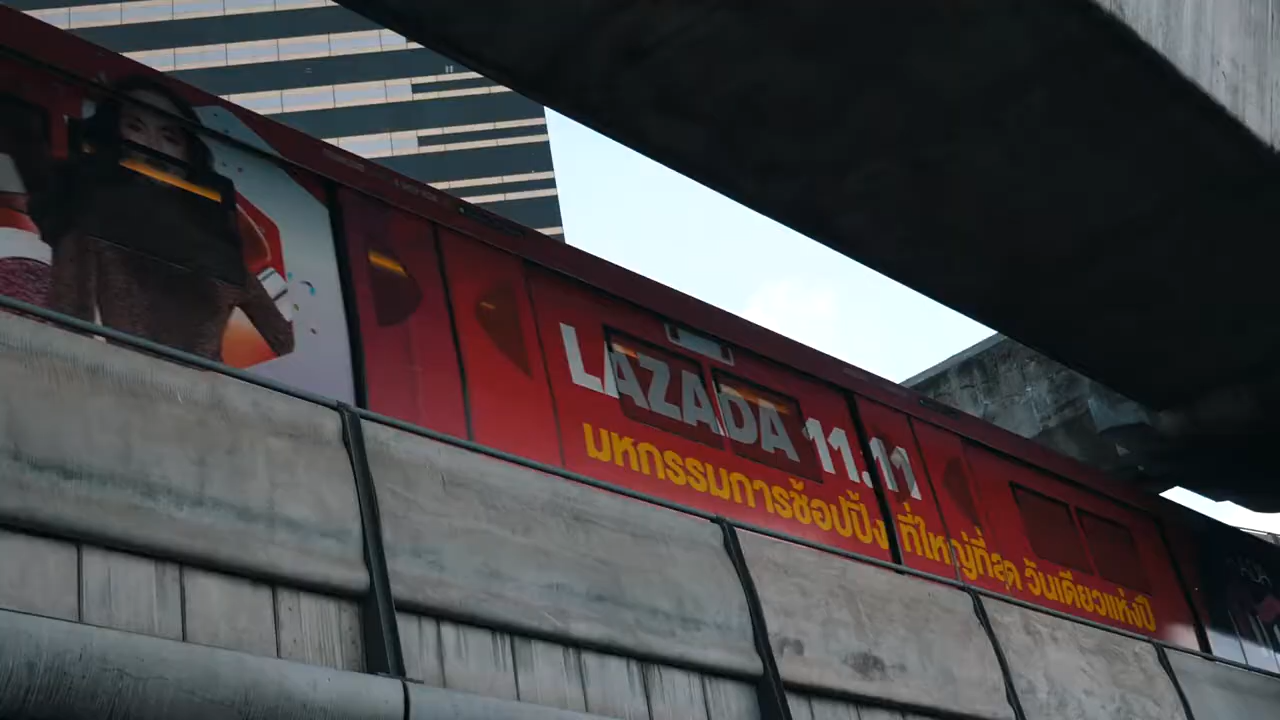 LAZADA 11.11
มหกรรมการช้อปปิ้ง ที่ใหญ่ที่สุด วันเดียวแห่งปี